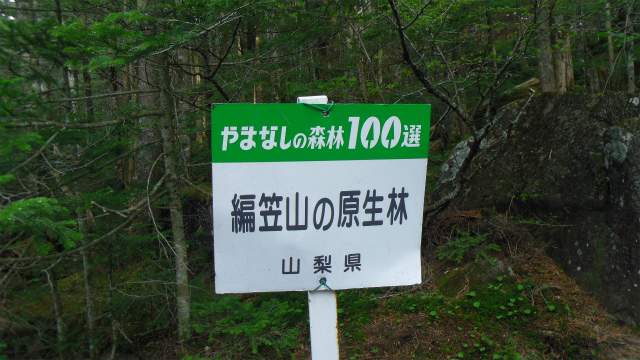 やまなしの森林100選
編笠山の原生林
山梨県